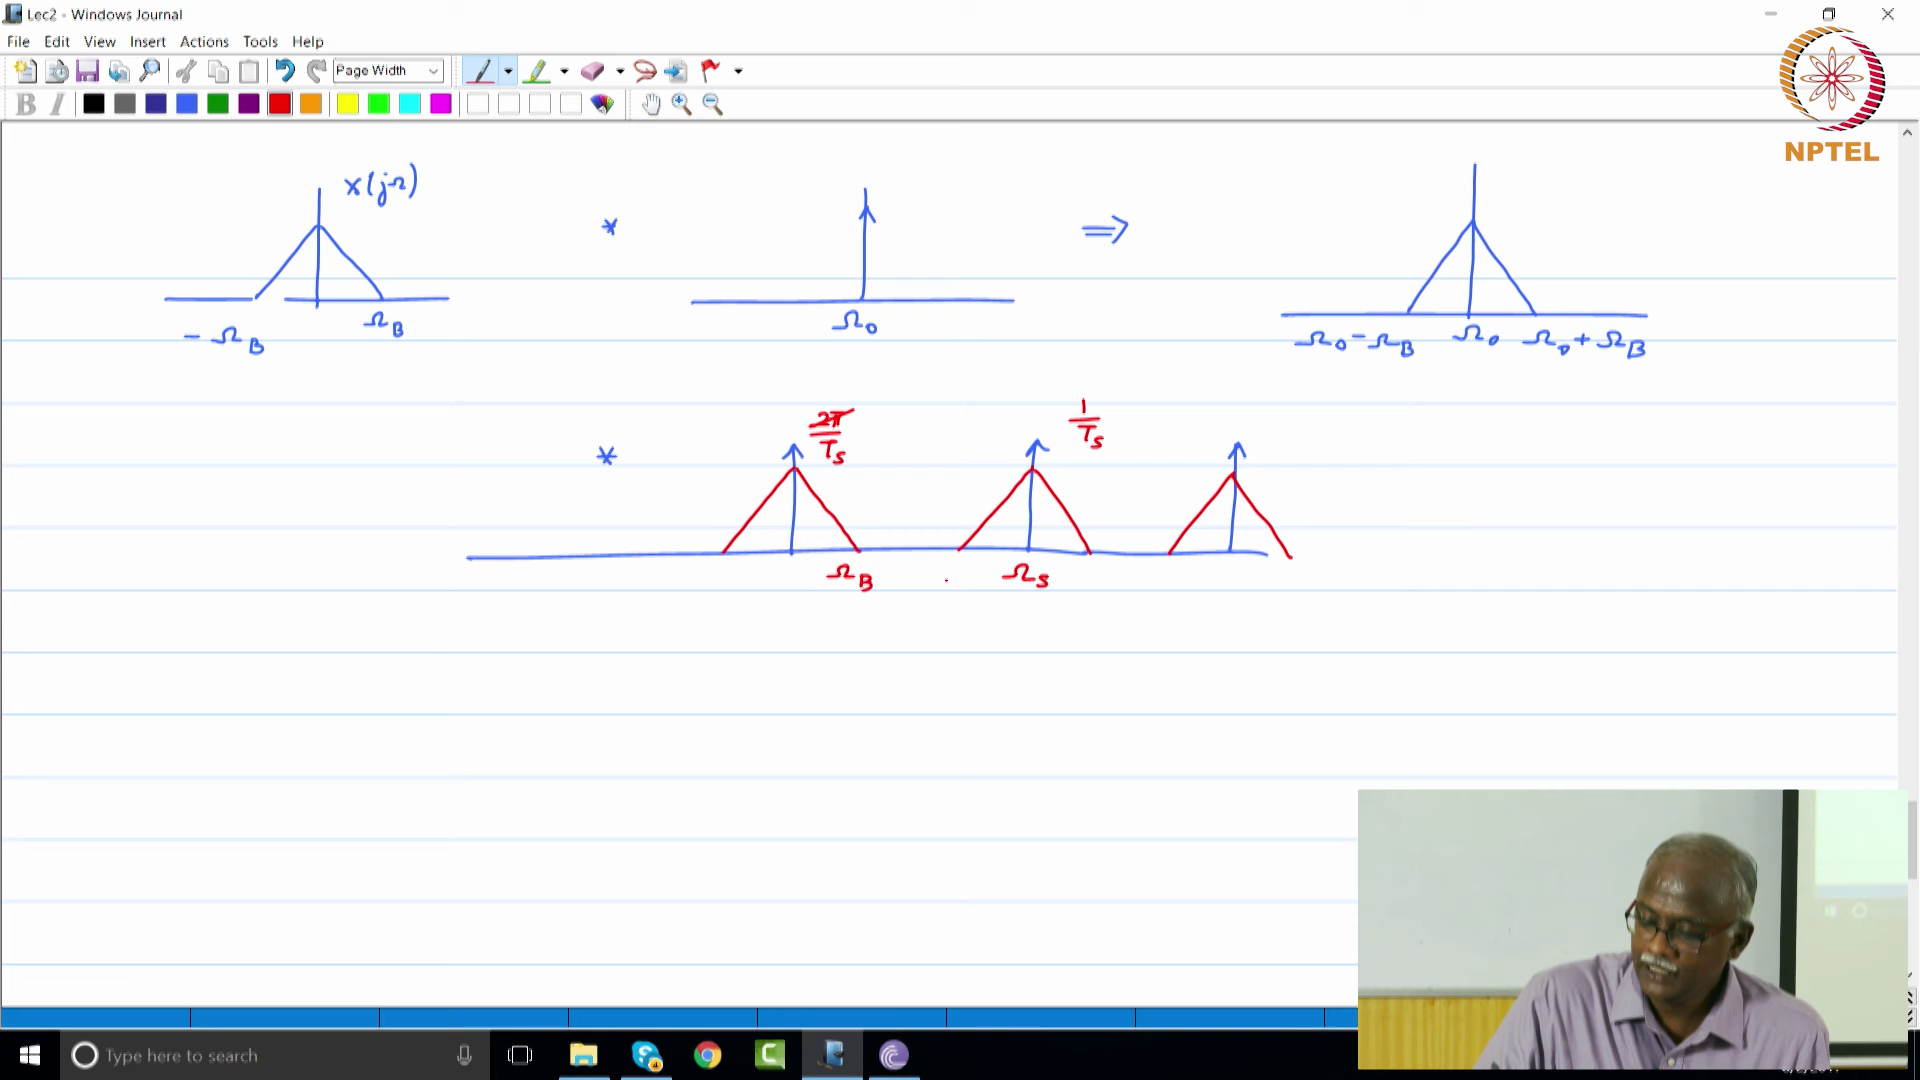 Lec2 - Windows Journal
File Edit View Insert Actions Tools Help
Page Width
B I
NPTEL
X(jΩ)
* ⇒
-Ω_B Ω_B Ω_0 Ω_0-Ω_B Ω_0 Ω_0+Ω_B
* 2π/T_s 1/T_s
Ω_B Ω_s
Type here to search